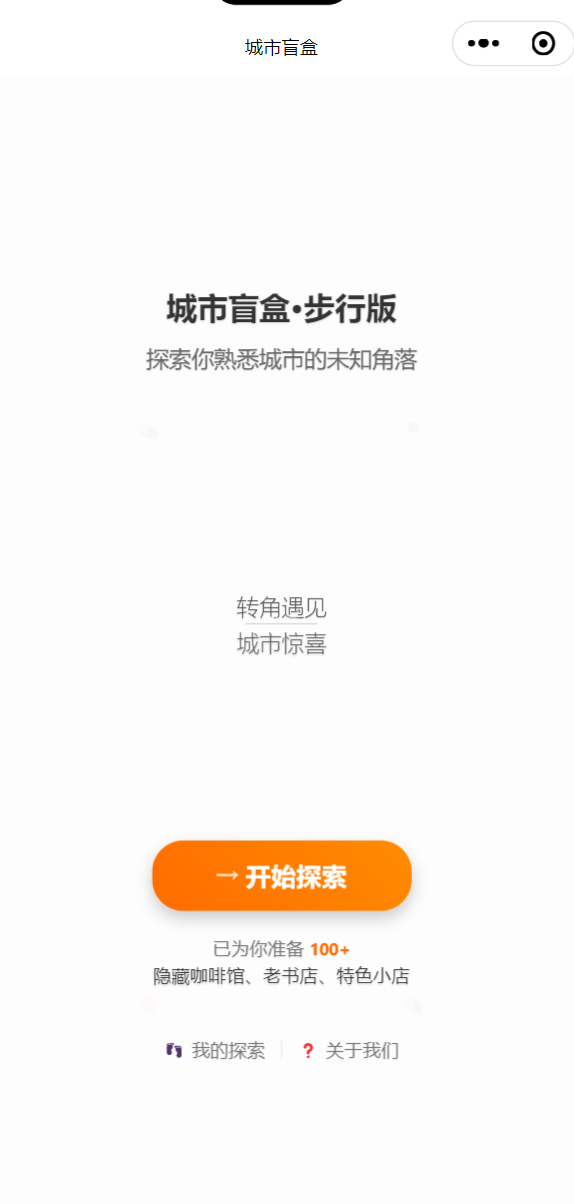 城市盲盒
城市盲盒•步行版
探索你熟悉城市的未知角落
转角遇见
城市惊喜
→ 开始探索
已为你准备 100+
隐藏咖啡馆、老书店、特色小店
我的探索 | ❓ 关于我们